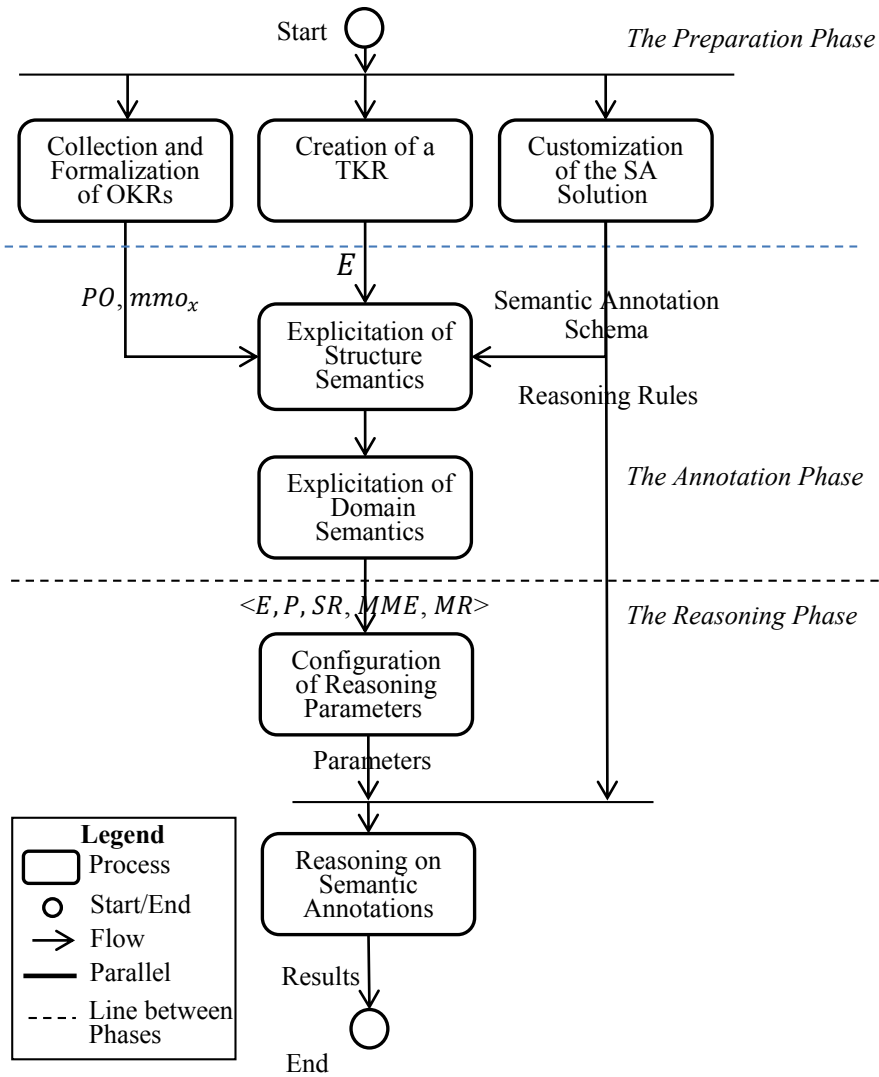 Start
The Preparation Phase
Collection and
Formalization
of OKRs
Creation of a
TKR
Customization
of the SA
Solution
E
PO, mmoₓ
Semantic Annotation
Schema
Explicitation of
Structure
Semantics
Reasoning Rules
Explicitation of
Domain
Semantics
The Annotation Phase
<E, P, SR, MME, MR>
The Reasoning Phase
Configuration
of Reasoning
Parameters
Parameters
Reasoning on
Semantic
Annotations
Results
End
Legend
Process
Start/End
Flow
Parallel
Line between
Phases